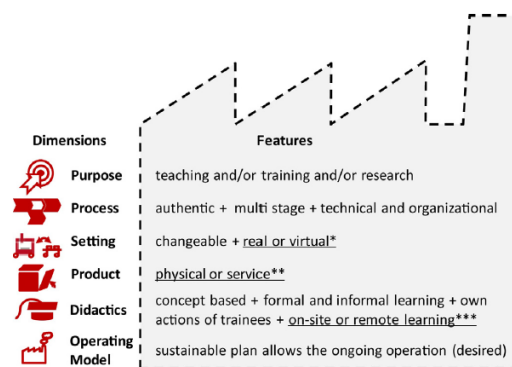 Dimensions Features
Purpose teaching and/or training and/or research
Process authentic + multi stage + technical and organizational
Setting changeable + real or virtual*
Product physical or service**
Didactics concept based + formal and informal learning + own
actions of trainees + on-site or remote learning***
Operating
Model sustainable plan allows the ongoing operation (desired)